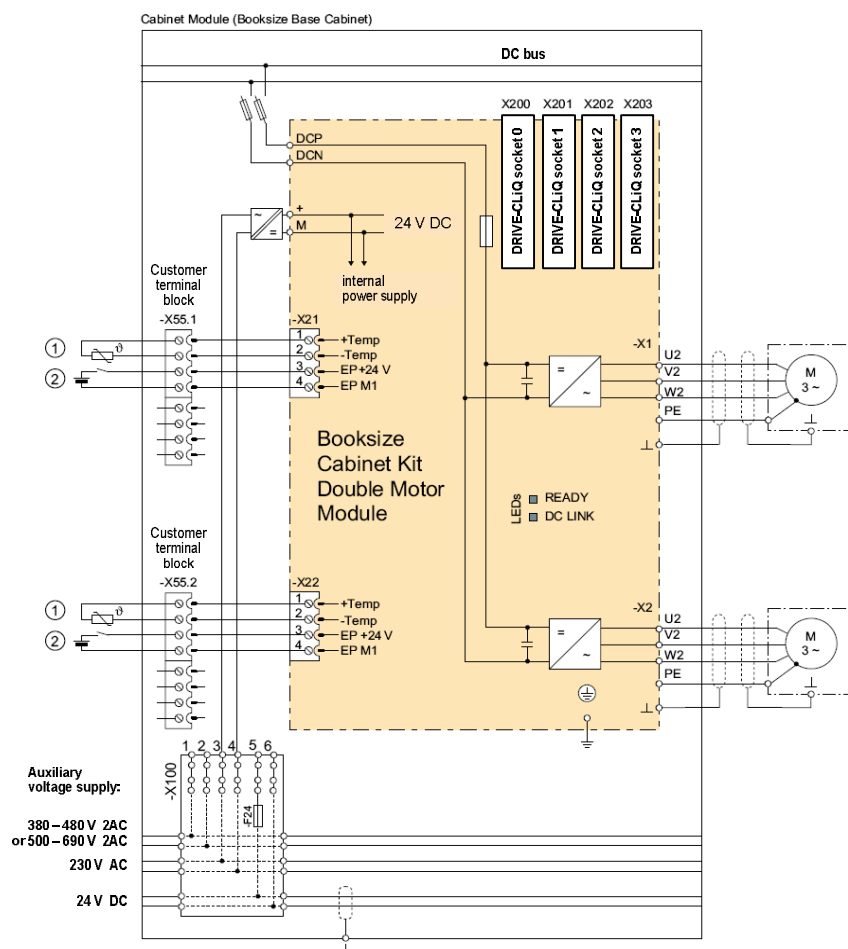 Cabinet Module (Booksize Base Cabinet)
DC bus
X200 X201 X202 X203
DRIVE-CLiQ socket 0
DRIVE-CLiQ socket 1
DRIVE-CLiQ socket 2
DRIVE-CLiQ socket 3
DCP
DCN
~
=
+
M
24 V DC
internal
power supply
Customer
terminal
block
-X55.1
-X21
1
2
ϑ
1 +Temp
2 -Temp
3 EP +24 V
4 EP M1
=
~
-X1
U2
V2
W2
PE
M
3 ~
Booksize
Cabinet Kit
Double Motor
Module
LEDs
READY
DC LINK
Customer
terminal
block
-X55.2
-X22
1
2
ϑ
1 +Temp
2 -Temp
3 EP +24 V
4 EP M1
=
~
-X2
U2
V2
W2
PE
M
3 ~
-X100
1 2 3 4 5 6
-F24
Auxiliary
voltage supply:
380 – 480 V 2AC
or 500 – 690 V 2AC
230 V AC
24 V DC